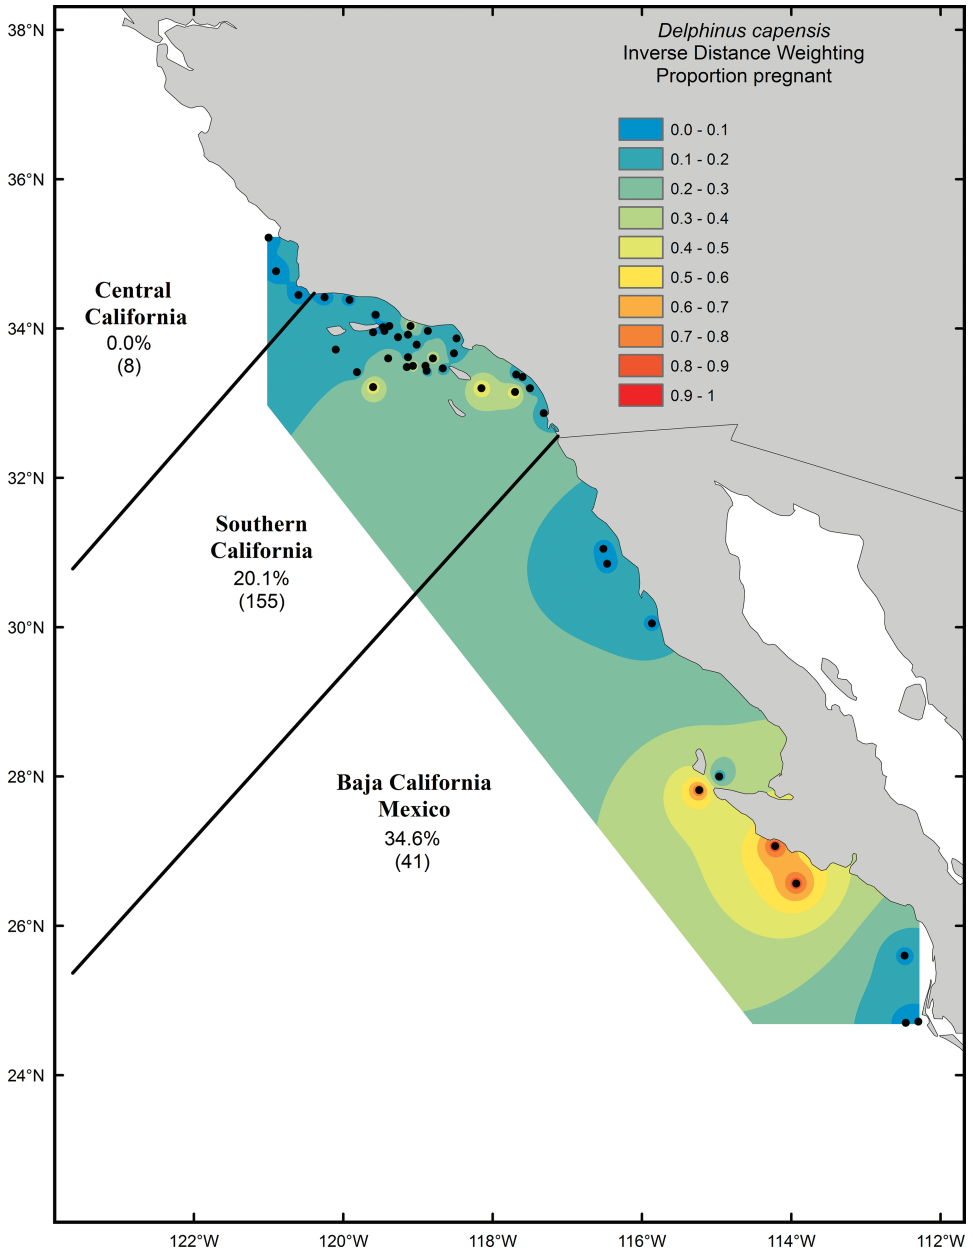 Delphinus capensis
Inverse Distance Weighting
Proportion pregnant
0.0 - 0.1
0.1 - 0.2
0.2 - 0.3
0.3 - 0.4
0.4 - 0.5
0.5 - 0.6
0.6 - 0.7
0.7 - 0.8
0.8 - 0.9
0.9 - 1
38°N
36°N
34°N
32°N
30°N
28°N
26°N
24°N
Central
California
0.0%
(8)
Southern
California
20.1%
(155)
Baja California
Mexico
34.6%
(41)
122°W
120°W
118°W
116°W
114°W
112°W